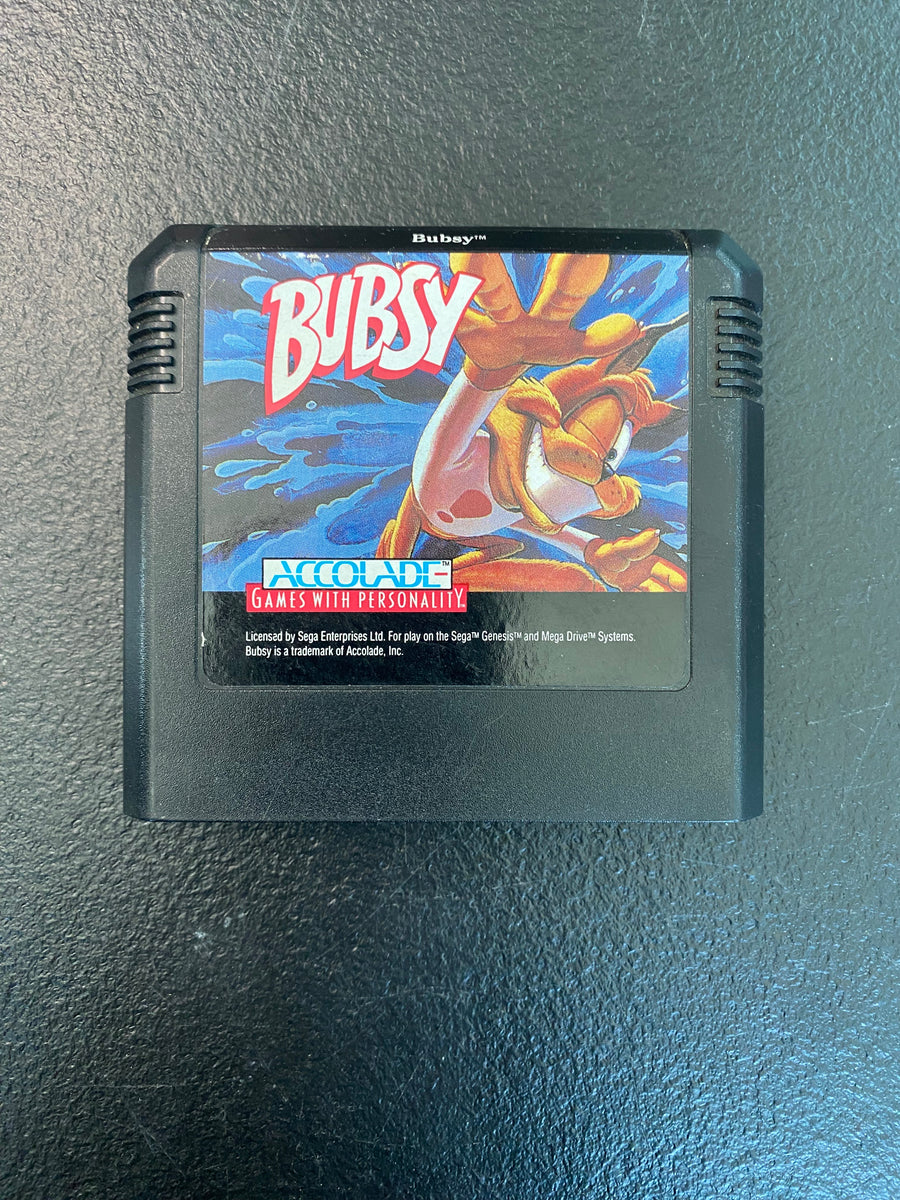 Bubsy™
BUBSY
ACCOLADE™
GAMES WITH PERSONALITY™
Licensed by Sega Enterprises Ltd. For play on the Sega™ Genesis™ and Mega Drive™ Systems.
Bubsy is a trademark of Accolade, Inc.